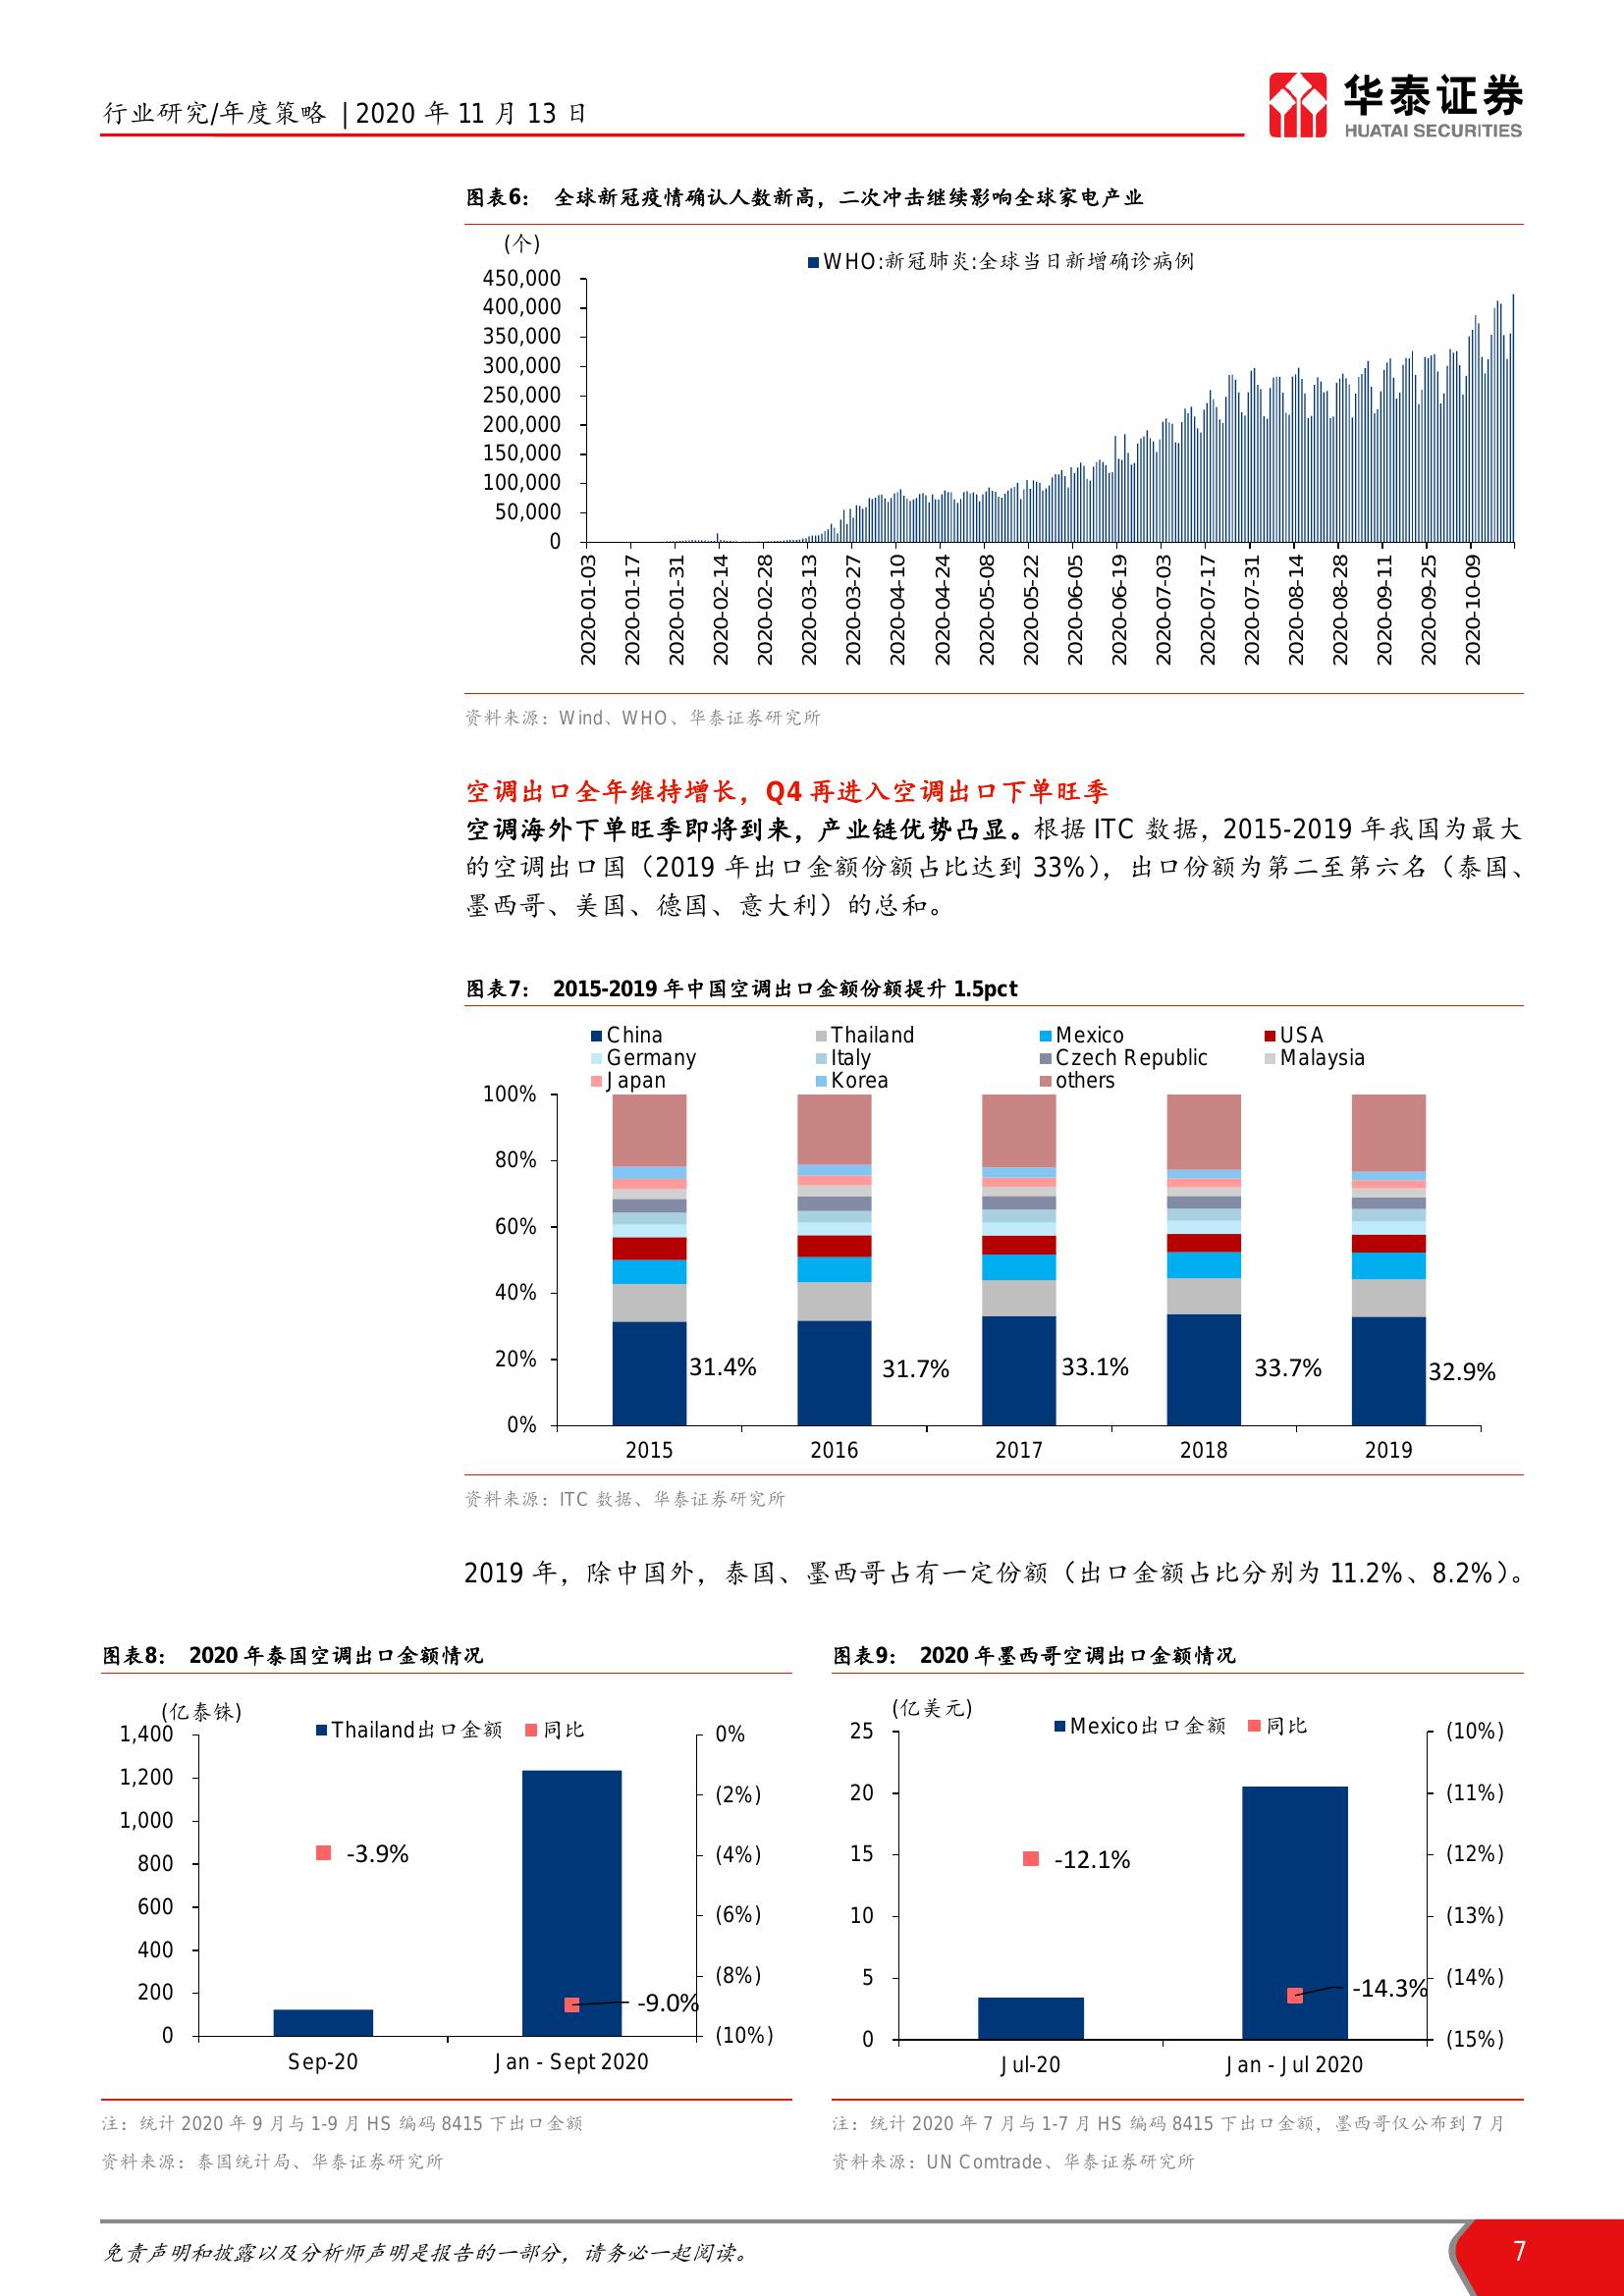 行业研究/年度策略 | 2020 年 11 月 13 日
华泰证券
HUATAI SECURITIES
图表6： 全球新冠疫情确认人数新高，二次冲击继续影响全球家电产业
(个)
WHO:新冠肺炎:全球当日新增确诊病例
450,000
400,000
350,000
300,000
250,000
200,000
150,000
100,000
50,000
0
2020-01-03
2020-01-17
2020-01-31
2020-02-14
2020-02-28
2020-03-13
2020-03-27
2020-04-10
2020-04-24
2020-05-08
2020-05-22
2020-06-05
2020-06-19
2020-07-03
2020-07-17
2020-07-31
2020-08-14
2020-08-28
2020-09-11
2020-09-25
2020-10-09
资料来源：Wind、WHO、华泰证券研究所
空调出口全年维持增长，Q4 再进入空调出口下单旺季
空调海外下单旺季即将到来，产业链优势凸显。根据 ITC 数据，2015-2019 年我国为最大
的空调出口国（2019 年出口金额份额占比达到 33%），出口份额为第二至第六名（泰国、
墨西哥、美国、德国、意大利）的总和。
图表7： 2015-2019 年中国空调出口金额份额提升 1.5pct
China Thailand Mexico USA
Germany Italy Czech Republic Malaysia
Japan Korea others
100%
80%
60%
40%
20%
0%
31.4% 31.7% 33.1% 33.7% 32.9%
2015 2016 2017 2018 2019
资料来源：ITC 数据、华泰证券研究所
2019 年，除中国外，泰国、墨西哥占有一定份额（出口金额占比分别为 11.2%、8.2%）。
图表8： 2020 年泰国空调出口金额情况
(亿泰铢)
Thailand出口金额 同比
1,400
1,200
1,000
800
600
400
200
0
0%
(2%)
(4%)
(6%)
(8%)
(10%)
-3.9%
-9.0%
Sep-20 Jan - Sept 2020
注：统计 2020 年 9 月与 1-9 月 HS 编码 8415 下出口金额
资料来源：泰国统计局、华泰证券研究所
图表9： 2020 年墨西哥空调出口金额情况
(亿美元)
Mexico出口金额 同比
25
20
15
10
5
0
(10%)
(11%)
(12%)
(13%)
(14%)
(15%)
-12.1%
-14.3%
Jul-20 Jan - Jul 2020
注：统计 2020 年 7 月与 1-7 月 HS 编码 8415 下出口金额，墨西哥仅公布到 7 月
资料来源：UN Comtrade、华泰证券研究所
免责声明和披露以及分析师声明是报告的一部分，请务必一起阅读。
7